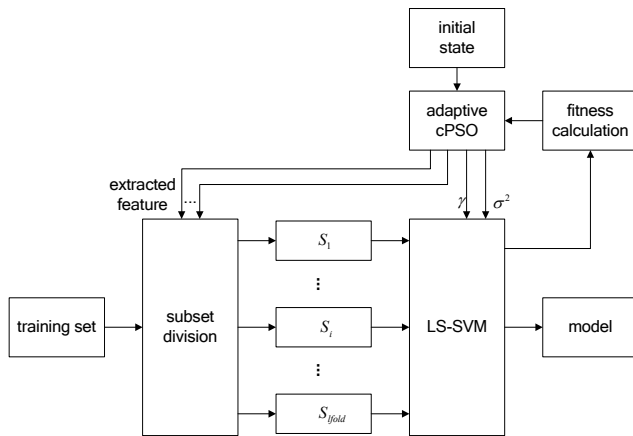 initial
state
adaptive
cPSO
fitness
calculation
extracted
feature
...
γ
σ²
S₁
⋮
training set
subset
division
Sᵢ
LS-SVM
model
⋮
S_lfold